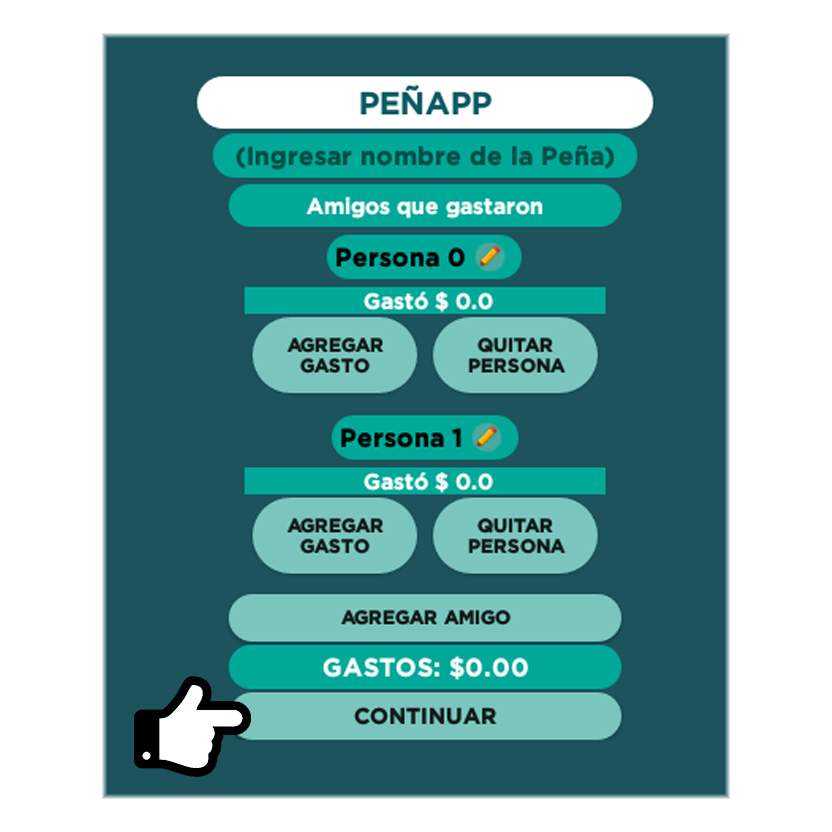 PEÑAPP
(Ingresar nombre de la Peña)
Amigos que gastaron
Persona 0
Gastó $ 0.0
AGREGAR
GASTO
QUITAR
PERSONA
Persona 1
Gastó $ 0.0
AGREGAR
GASTO
QUITAR
PERSONA
AGREGAR AMIGO
GASTOS: $0.00
CONTINUAR